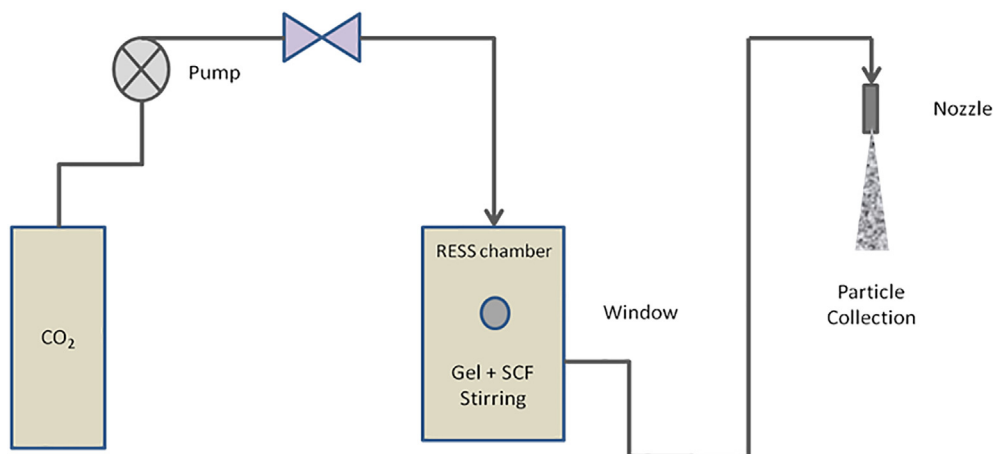 Pump
Nozzle
RESS chamber
Window
Particle
Collection
CO₂
Gel + SCF
Stirring